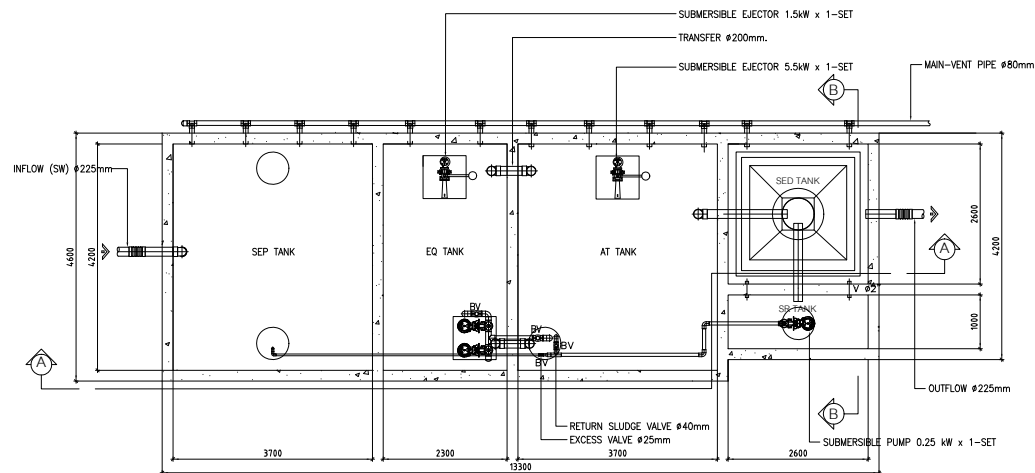 SUBMERSIBLE EJECTOR 1.5kW x 1-SET
TRANSFER Ø200mm.
SUBMERSIBLE EJECTOR 5.5kW x 1-SET
MAIN-VENT PIPE Ø80mm
B
INFLOW (SW) Ø225mm
SED TANK
4600
4200
SEP TANK
EQ TANK
AT TANK
2600
4200
A
V Ø2
BV
SR TANK
1000
BV
BV
BV
A
OUTFLOW Ø225mm
B
RETURN SLUDGE VALVE Ø40mm
EXCESS VALVE Ø25mm
SUBMERSIBLE PUMP 0.25 kW x 1-SET
3700
2300
3700
2600
13300